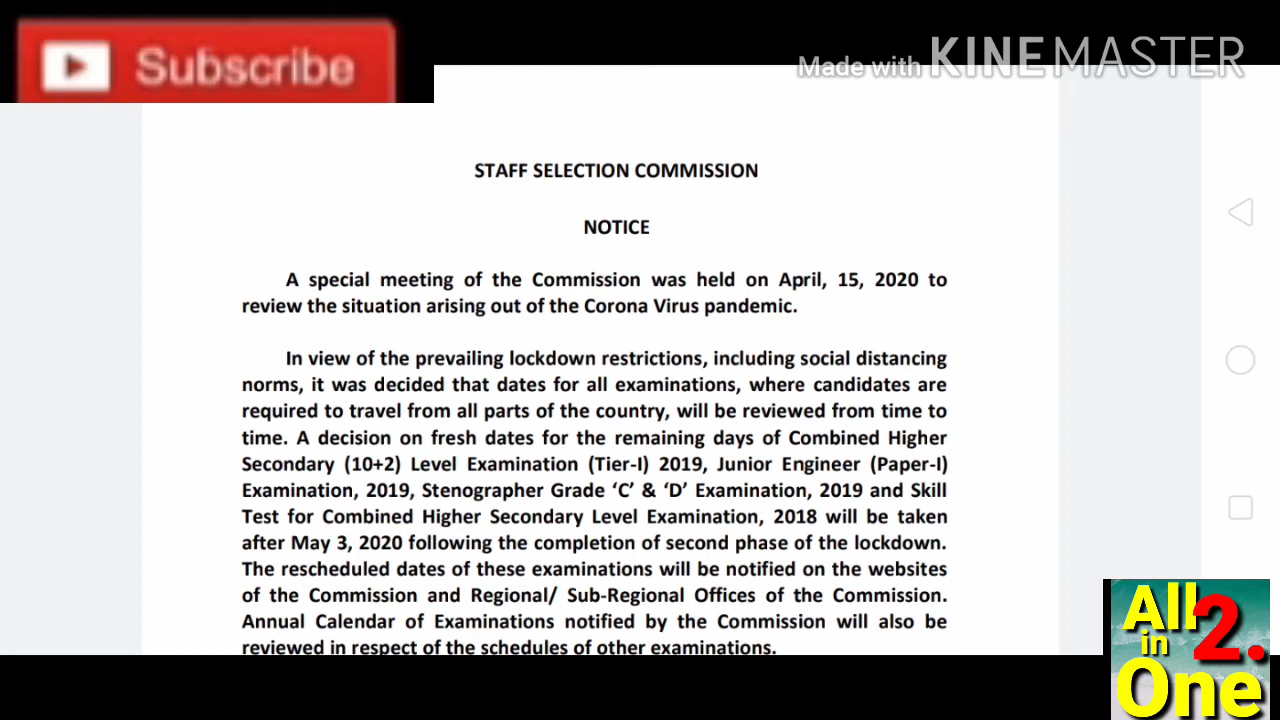 Subscribe
Made with KINEMASTER
STAFF SELECTION COMMISSION
NOTICE
A special meeting of the Commission was held on April, 15, 2020 to
review the situation arising out of the Corona Virus pandemic.
In view of the prevailing lockdown restrictions, including social distancing
norms, it was decided that dates for all examinations, where candidates are
required to travel from all parts of the country, will be reviewed from time to
time. A decision on fresh dates for the remaining days of Combined Higher
Secondary (10+2) Level Examination (Tier-I) 2019, Junior Engineer (Paper-I)
Examination, 2019, Stenographer Grade ‘C’ & ‘D’ Examination, 2019 and Skill
Test for Combined Higher Secondary Level Examination, 2018 will be taken
after May 3, 2020 following the completion of second phase of the lockdown.
The rescheduled dates of these examinations will be notified on the websites
of the Commission and Regional/ Sub-Regional Offices of the Commission.
Annual Calendar of Examinations notified by the Commission will also be
reviewed in respect of the schedules of other examinations.
All
in 2.
One